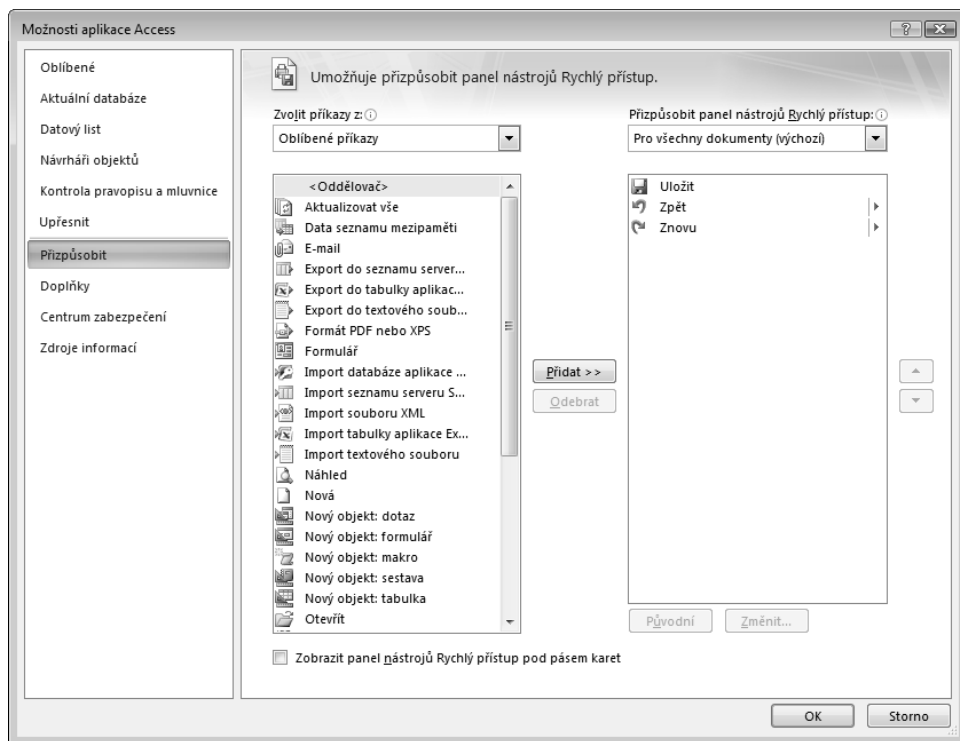 Možnosti aplikace Access
Oblíbené
Aktuální databáze
Datový list
Návrháři objektů
Kontrola pravopisu a mluvnice
Upřesnit
Přizpůsobit
Doplňky
Centrum zabezpečení
Zdroje informací
Umožňuje přizpůsobit panel nástrojů Rychlý přístup.
Zvolit příkazy z:
Oblíbené příkazy
<Oddělovač>
Aktualizovat vše
Data seznamu mezipaměti
E-mail
Export do seznamu server...
Export do tabulky aplikac...
Export do textového soub...
Formát PDF nebo XPS
Formulář
Import databáze aplikace ...
Import seznamu serveru S...
Import souboru XML
Import tabulky aplikace Ex...
Import textového souboru
Náhled
Nová
Nový objekt: dotaz
Nový objekt: formulář
Nový objekt: makro
Nový objekt: sestava
Nový objekt: tabulka
Otevřít
Přidat >>
Odebrat
Přizpůsobit panel nástrojů Rychlý přístup:
Pro všechny dokumenty (výchozí)
Uložit
Zpět
Znovu
Původní
Změnit...
Zobrazit panel nástrojů Rychlý přístup pod pásem karet
OK
Storno